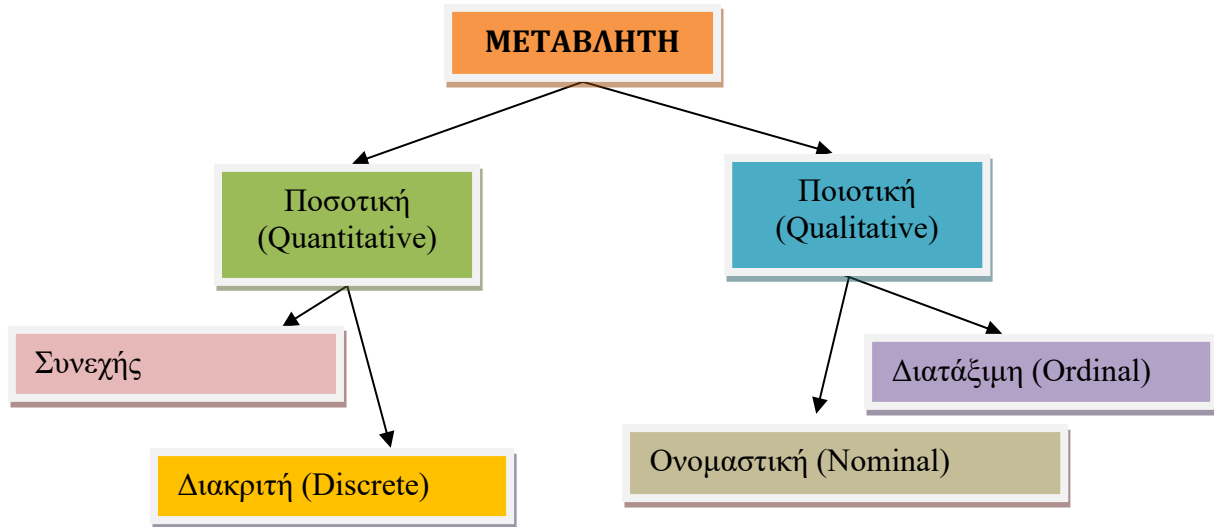 ΜΕΤΑΒΛΗΤΗ
Ποσοτική
(Quantitative)
Ποιοτική
(Qualitative)
Συνεχής
Διατάξιμη (Ordinal)
Διακριτή (Discrete)
Ονομαστική (Nominal)